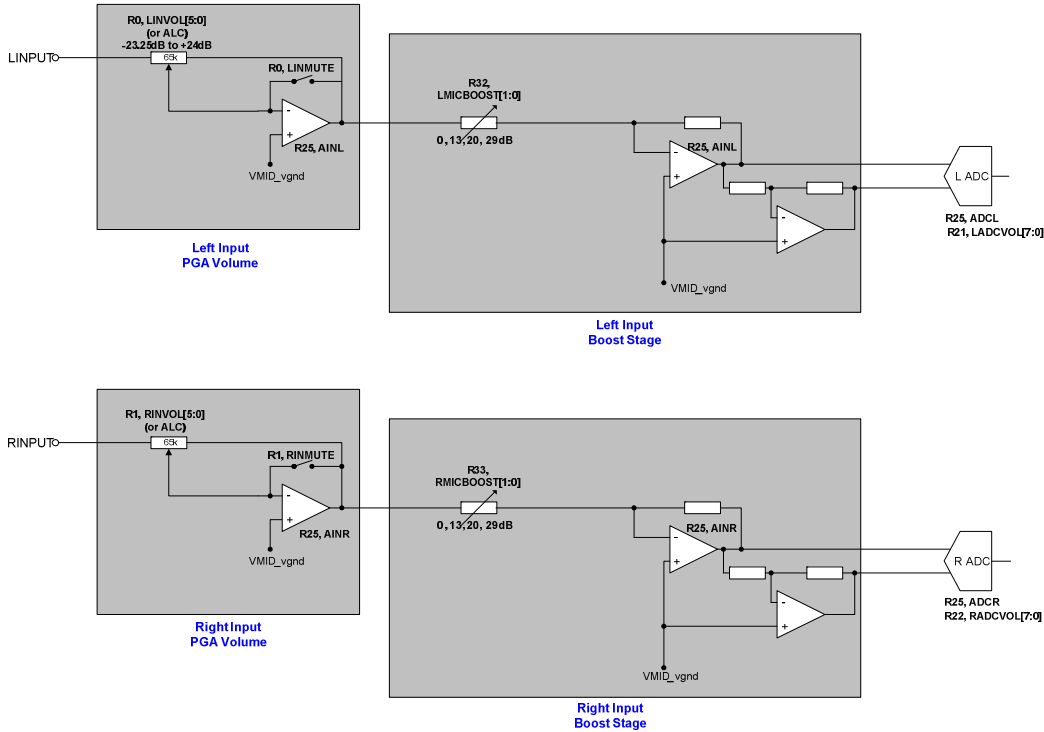 R0, LINVOL[5:0]
(or ALC)
-23.25dB to +24dB
LINPUT
65k
R0, LINMUTE
-
+
R25, AINL
VMID_vgnd
Left Input
PGA Volume
R32,
LMICBOOST[1:0]
0, 13,20, 29dB
R25, AINL
-
+
-
+
VMID_vgnd
Left Input
Boost Stage
L ADC
R25, ADCL
R21, LADCVOL[7:0]
R1, RINVOL[5:0]
(or ALC)
RINPUT
65k
R1, RINMUTE
-
+
R25, AINR
VMID_vgnd
Right Input
PGA Volume
R33,
RMICBOOST[1:0]
0, 13,20, 29dB
R25, AINR
-
+
-
+
VMID_vgnd
Right Input
Boost Stage
R ADC
R25, ADCR
R22, RADCVOL[7:0]